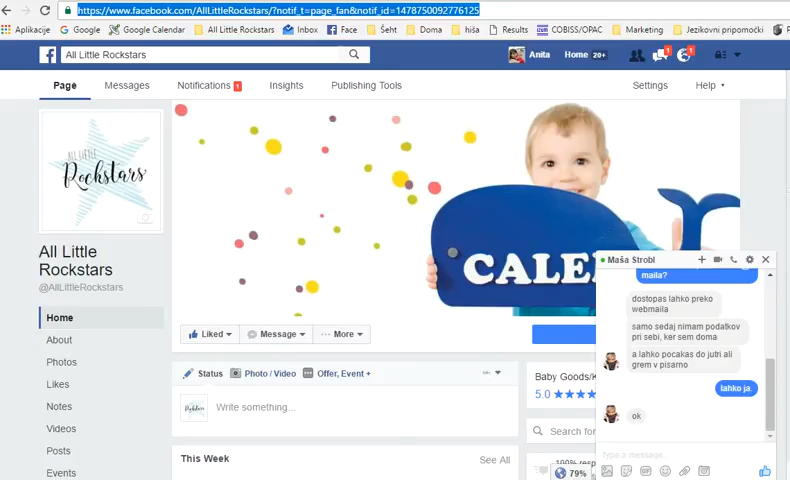 https://www.facebook.com/AllLittleRockstars/?notif_t=page_fan&notif_id=1478750092776125
Aplikacije Google Google Calendar All Little Rockstars Inbox Face Šeht Doma hiša Results COBISS/OPAC Marketing Jezikovni pripomočki
All Little Rockstars
Anita Home 20+ 1 1
Page Messages Notifications 1 Insights Publishing Tools Settings Help
ALL LITTLE
Rockstars
CALE
All Little
Rockstars
@AllLittleRockstars
Home
About
Photos
Likes
Notes
Videos
Posts
Events
Liked Message More
Status Photo / Video Offer, Event +
Write something...
This Week See All
Baby Goods/K
5.0
Search for
100% resp
79%
Maša Strobl
maila?
dostopas lahko preko
webmaila
samo sedaj nimam podatkov
pri sebi, ker sem doma
a lahko pocakas do jutri ali
grem v pisarno
lahko ja.
ok
Type a message...